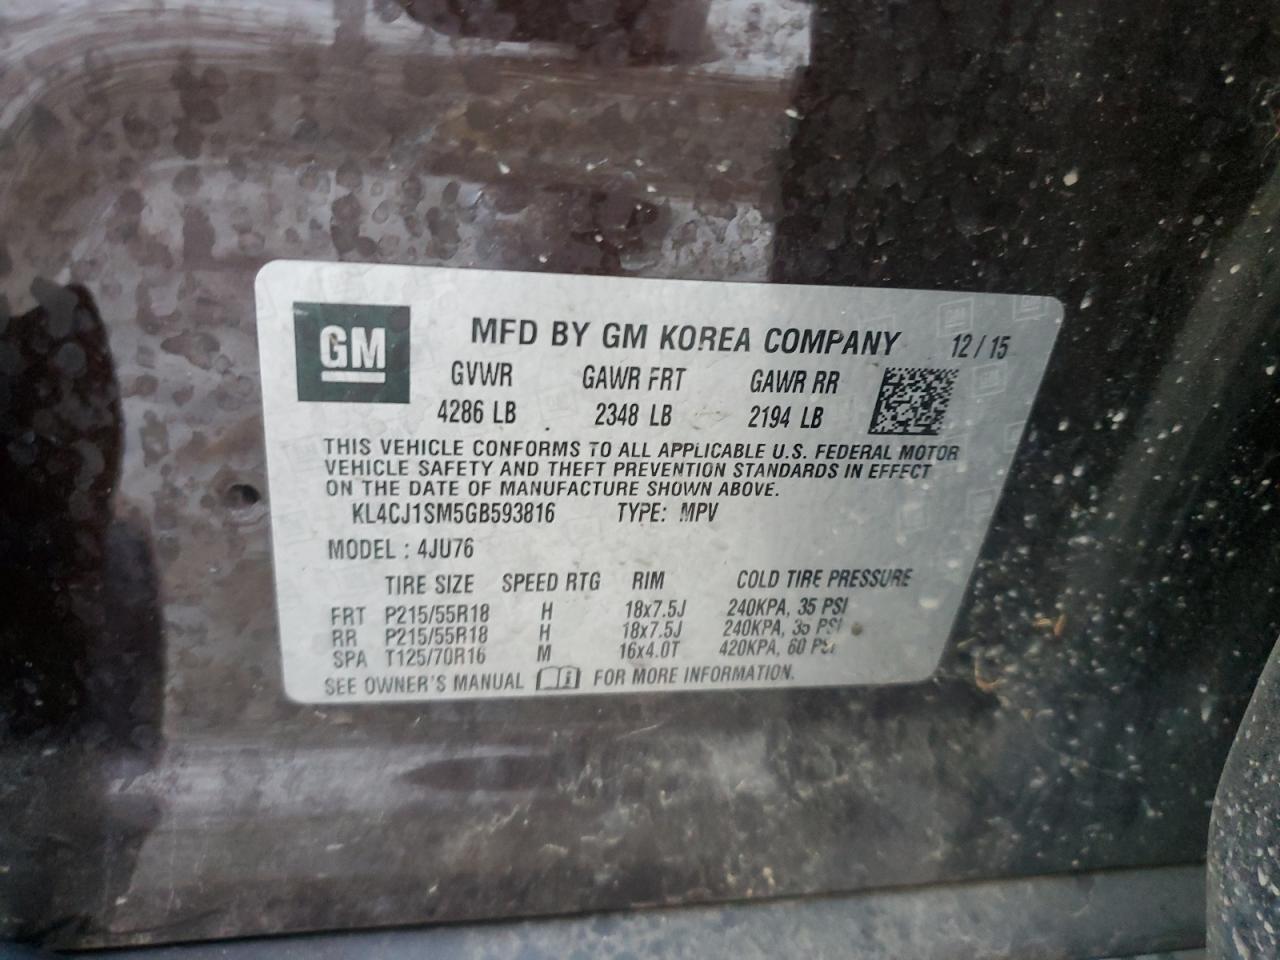 GM
MFD BY GM KOREA COMPANY 12/15
GVWR GAWR FRT GAWR RR
4286 LB 2348 LB 2194 LB
THIS VEHICLE CONFORMS TO ALL APPLICABLE U.S. FEDERAL MOTOR
VEHICLE SAFETY AND THEFT PREVENTION STANDARDS IN EFFECT
ON THE DATE OF MANUFACTURE SHOWN ABOVE.
KL4CJ1SM5GB593816 TYPE: MPV
MODEL : 4JU76
TIRE SIZE SPEED RTG RIM COLD TIRE PRESSURE
FRT P215/55R18 H 18x7.5J 240KPA, 35 PSI
RR P215/55R18 H 18x7.5J 240KPA, 35 PSI
SPA T125/70R16 M 16x4.0T 420KPA, 60 PSI
SEE OWNER'S MANUAL FOR MORE INFORMATION.